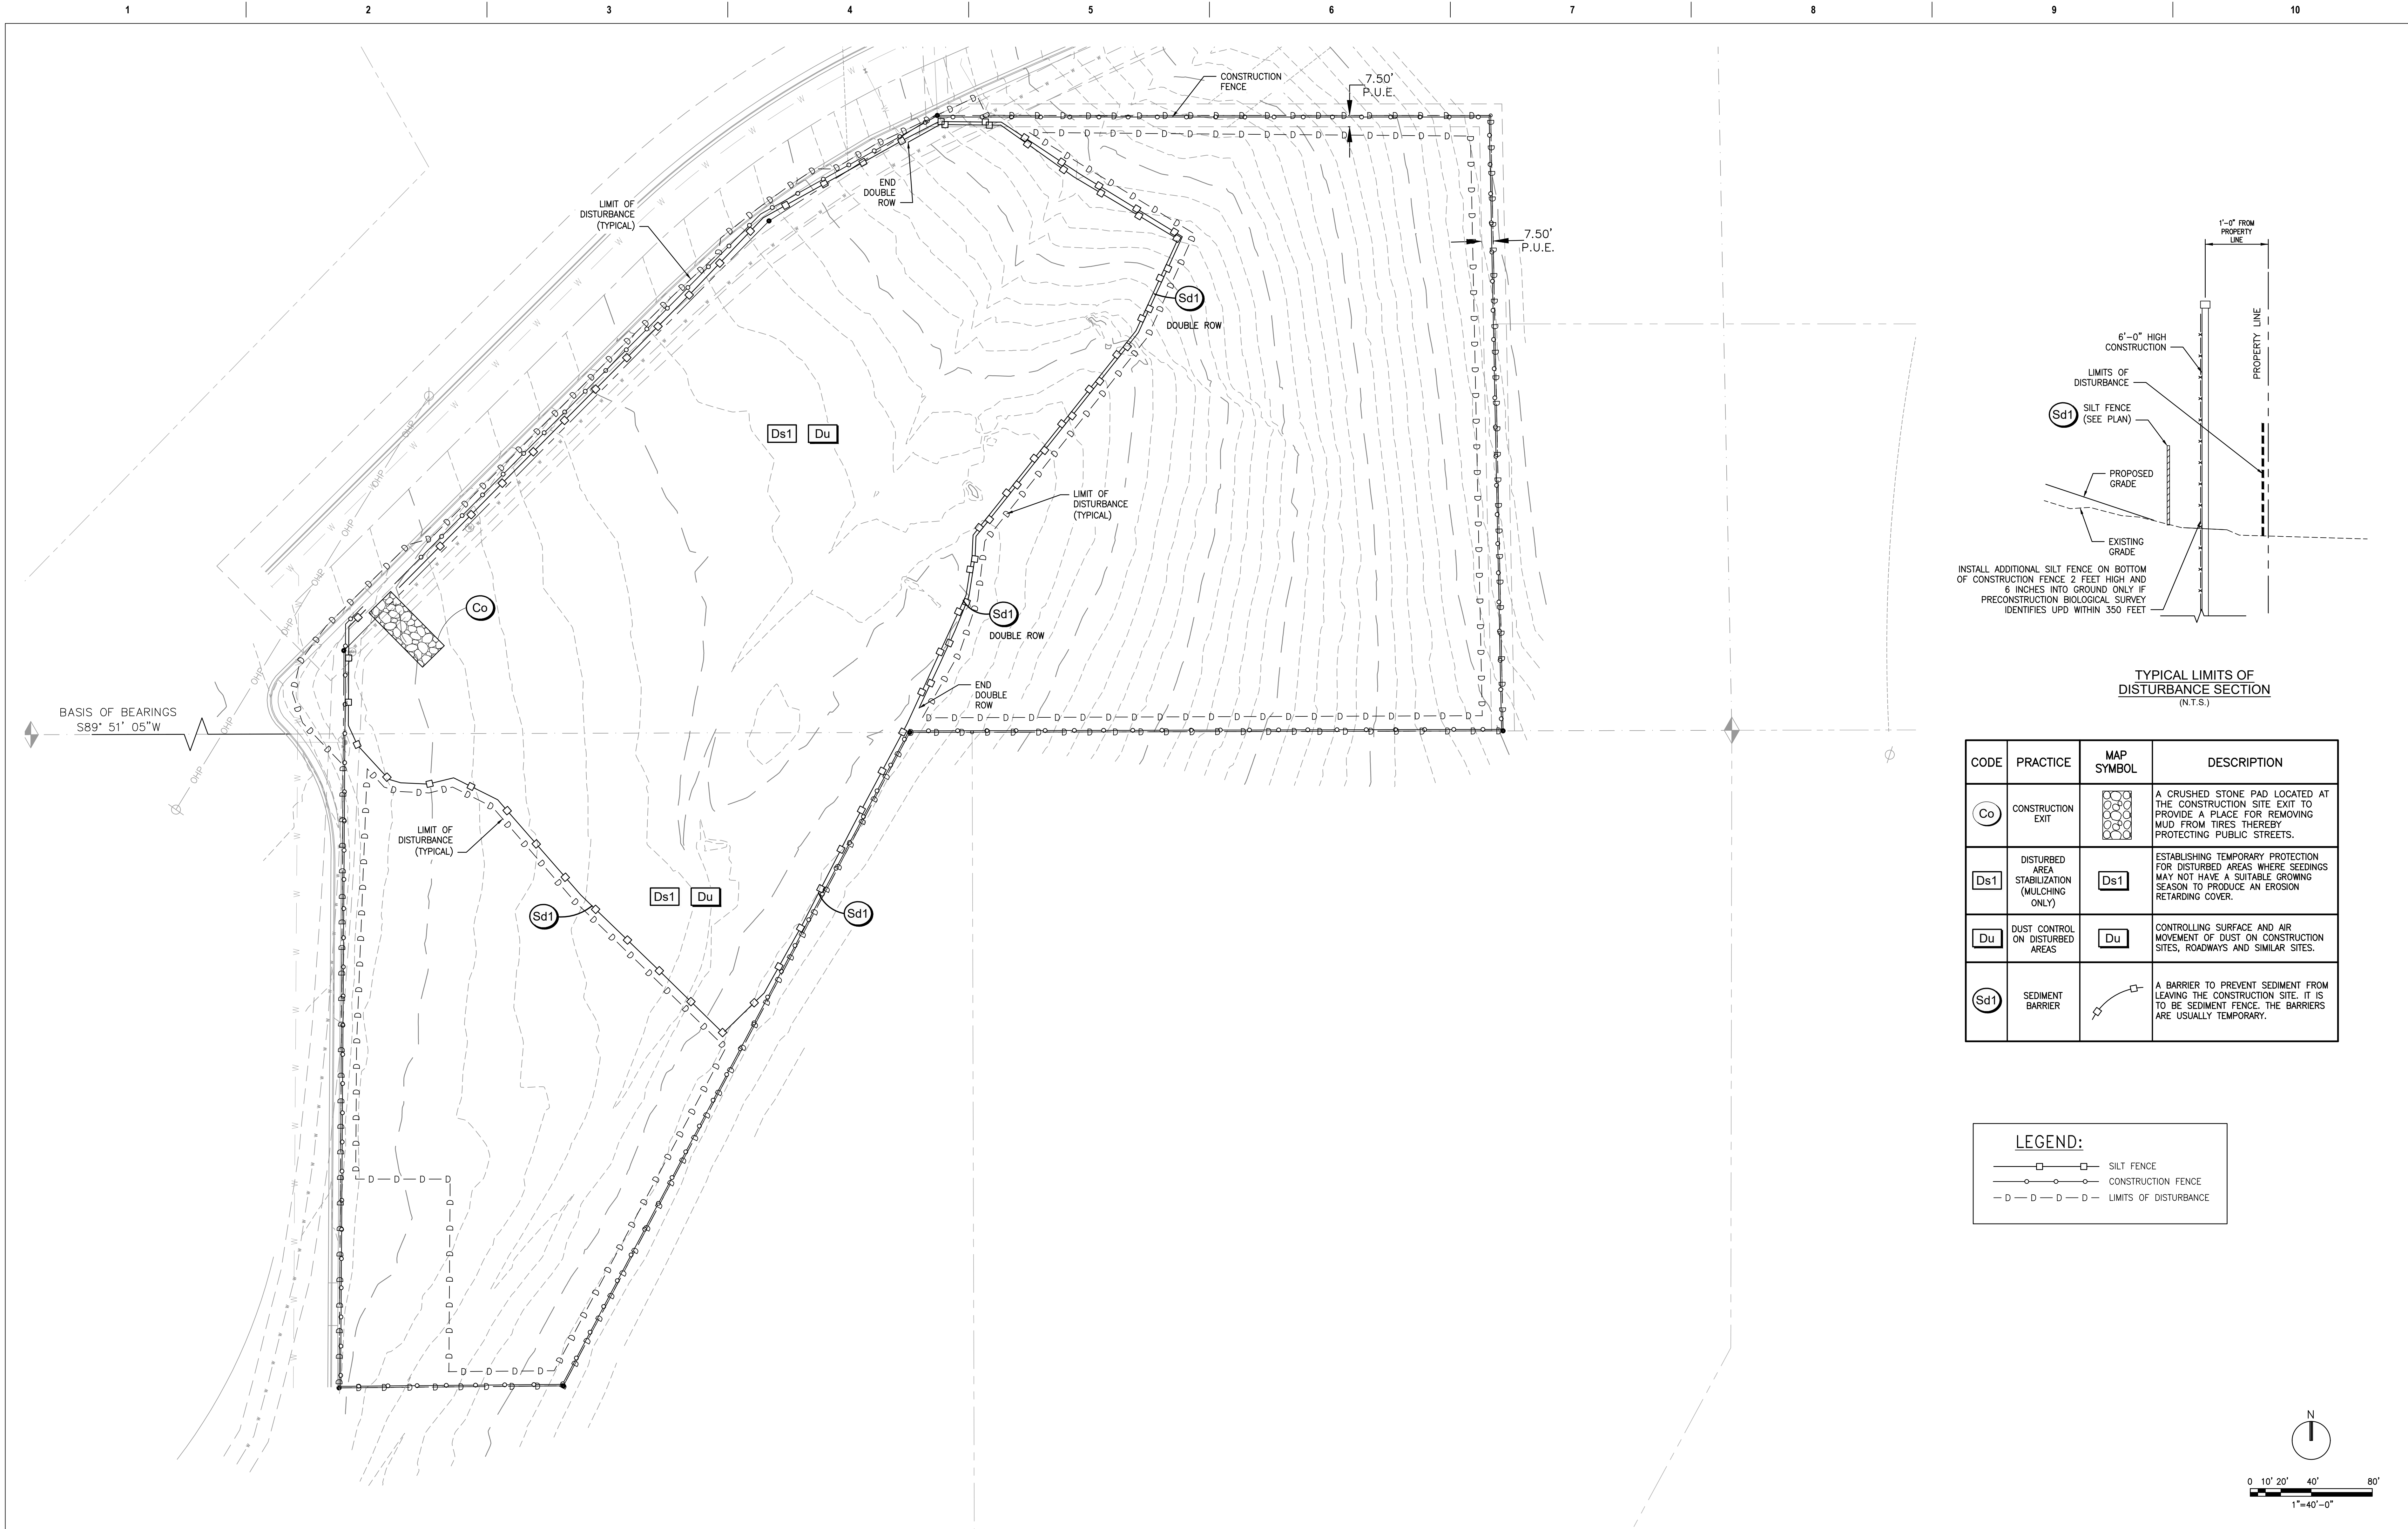 1 2 3 4 5 6 7 8 9 10
CONSTRUCTION
FENCE
7.50'
P.U.E.
LIMIT OF
DISTURBANCE
(TYPICAL)
END
DOUBLE
ROW
7.50'
P.U.E.
Sd1
DOUBLE ROW
Ds1 Du
LIMIT OF
DISTURBANCE
(TYPICAL)
OHP
OHP
OHP
OHP
OHP
OHP
OHP
OHP
W
W
W
W
W
Co
Sd1
DOUBLE ROW
END
DOUBLE
ROW
BASIS OF BEARINGS
S89° 51' 05"W
LIMIT OF
DISTURBANCE
(TYPICAL)
Ds1 Du
Sd1
Sd1
1'-0" FROM
PROPERTY
LINE
PROPERTY LINE
6'-0" HIGH
CONSTRUCTION
LIMITS OF
DISTURBANCE
Sd1 SILT FENCE
(SEE PLAN)
PROPOSED
GRADE
EXISTING
GRADE
INSTALL ADDITIONAL SILT FENCE ON BOTTOM
OF CONSTRUCTION FENCE 2 FEET HIGH AND
6 INCHES INTO GROUND ONLY IF
PRECONSTRUCTION BIOLOGICAL SURVEY
IDENTIFIES UPD WITHIN 350 FEET
TYPICAL LIMITS OF
DISTURBANCE SECTION
(N.T.S.)
CODE PRACTICE MAP SYMBOL DESCRIPTION
Co
CONSTRUCTION
EXIT
A CRUSHED STONE PAD LOCATED AT
THE CONSTRUCTION SITE EXIT TO
PROVIDE A PLACE FOR REMOVING
MUD FROM TIRES THEREBY
PROTECTING PUBLIC STREETS.
Ds1
DISTURBED
AREA
STABILIZATION
(MULCHING
ONLY)
Ds1
ESTABLISHING TEMPORARY PROTECTION
FOR DISTURBED AREAS WHERE SEEDINGS
MAY NOT HAVE A SUITABLE GROWING
SEASON TO PRODUCE AN EROSION
RETARDING COVER.
Du
DUST CONTROL
ON DISTURBED
AREAS
Du
CONTROLLING SURFACE AND AIR
MOVEMENT OF DUST ON CONSTRUCTION
SITES, ROADWAYS AND SIMILAR SITES.
Sd1
SEDIMENT
BARRIER
A BARRIER TO PREVENT SEDIMENT FROM
LEAVING THE CONSTRUCTION SITE. IT IS
TO BE SEDIMENT FENCE. THE BARRIERS
ARE USUALLY TEMPORARY.
LEGEND:
SILT FENCE
CONSTRUCTION FENCE
D D D D LIMITS OF DISTURBANCE
N
0 10' 20' 40' 80'
1"=40'-0"